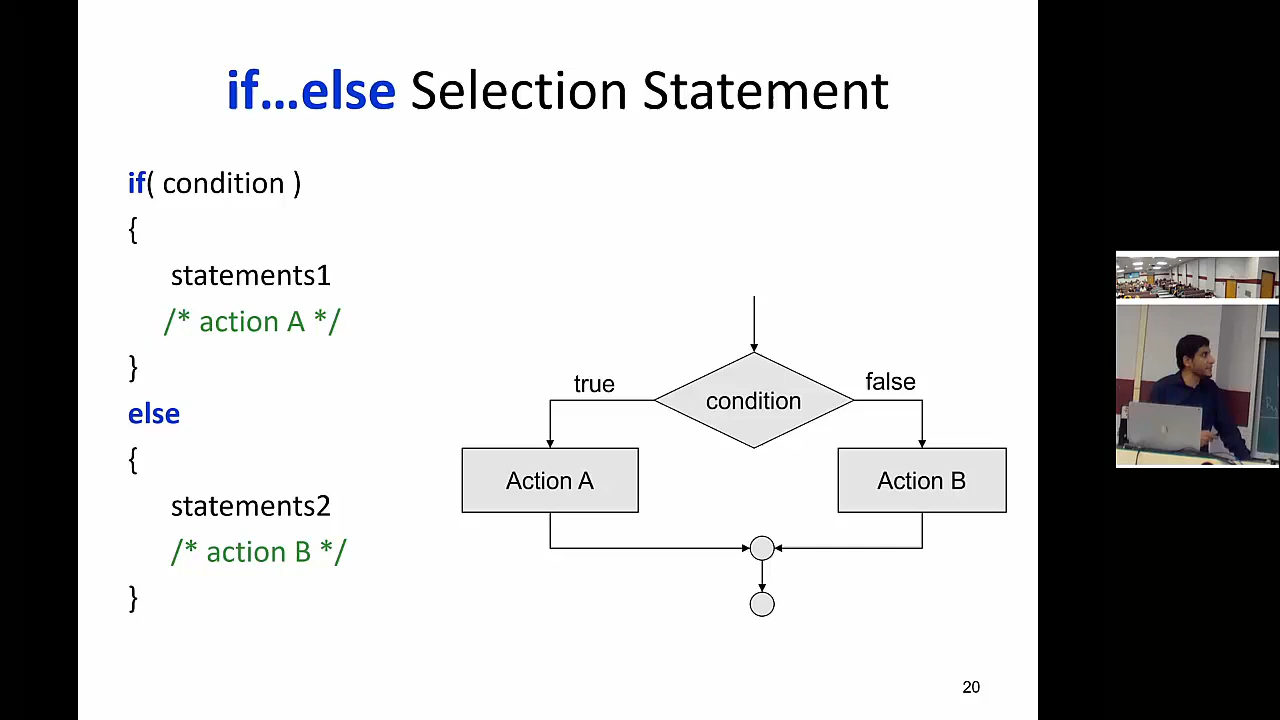 if...else Selection Statement
if( condition )
{
statements1
/* action A */
}
else
{
statements2
/* action B */
}
true
condition
false
Action A
Action B
20